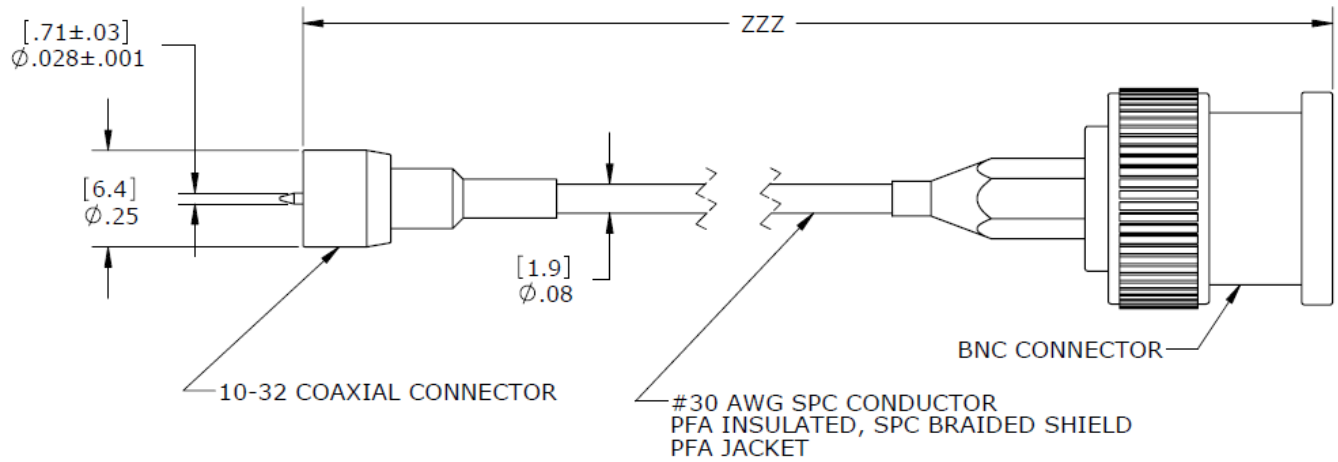 ZZZ
[.71±.03]
∅.028±.001
[6.4]
∅.25
[1.9]
∅.08
BNC CONNECTOR
10-32 COAXIAL CONNECTOR
#30 AWG SPC CONDUCTOR
PFA INSULATED, SPC BRAIDED SHIELD
PFA JACKET